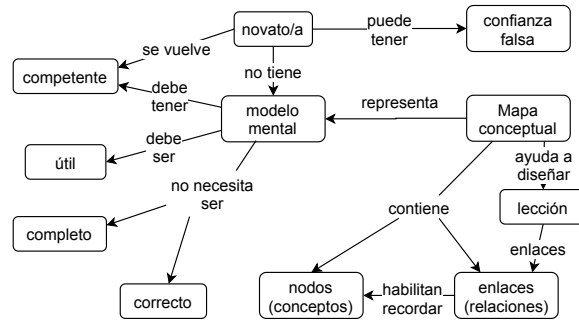 novato/a
puede
tener
confianza
falsa
se vuelve
competente
no tiene
debe
tener
modelo
mental
representa
Mapa
conceptual
debe
ser
útil
ayuda a
diseñar
no necesita
ser
lección
completo
contiene
enlaces
correcto
nodos
(conceptos)
habilitan
recordar
enlaces
(relaciones)